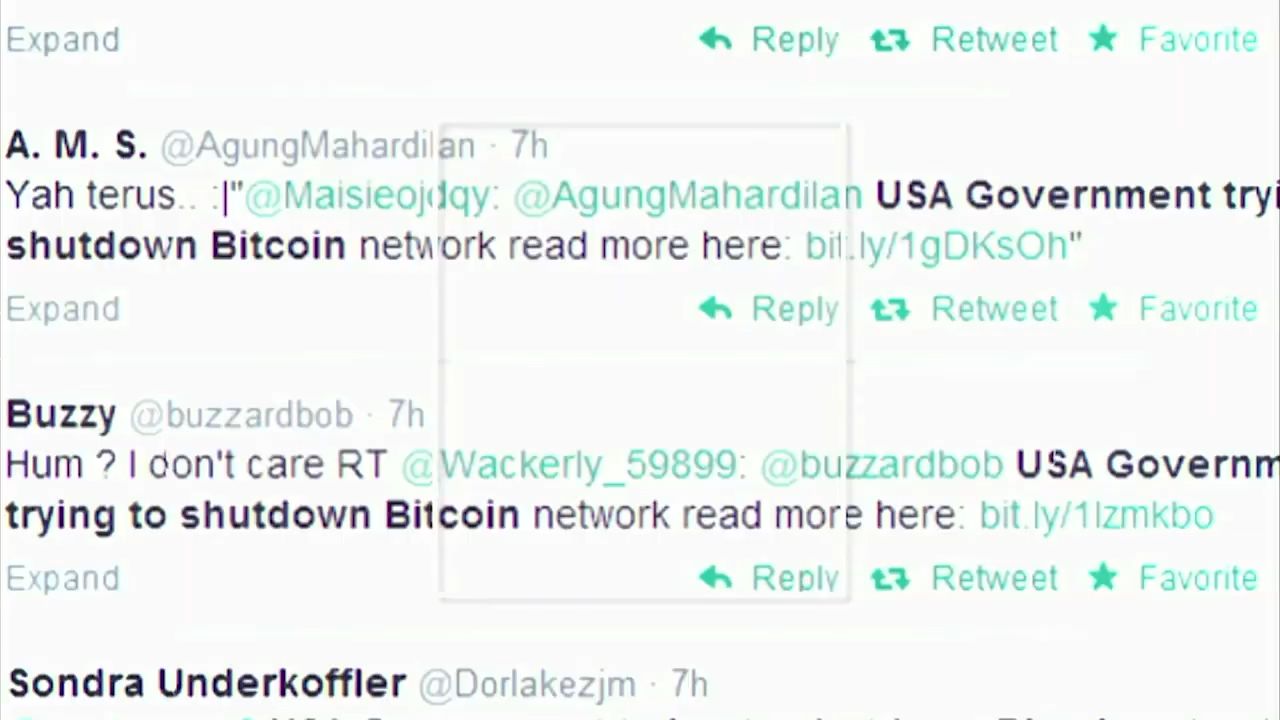 Expand Reply Retweet Favorite
A. M. S. @AgungMahardilan · 7h
Yah terus.. :|"@Maisieojdqy: @AgungMahardilan USA Government tryi
shutdown Bitcoin network read more here: bit.ly/1gDKsOh"
Expand Reply Retweet Favorite
Buzzy @buzzardbob · 7h
Hum ? I don't care RT @Wackerly_59899: @buzzardbob USA Governm
trying to shutdown Bitcoin network read more here: bit.ly/1lzmkbo
Expand Reply Retweet Favorite
Sondra Underkoffler @Dorlakezjm · 7h